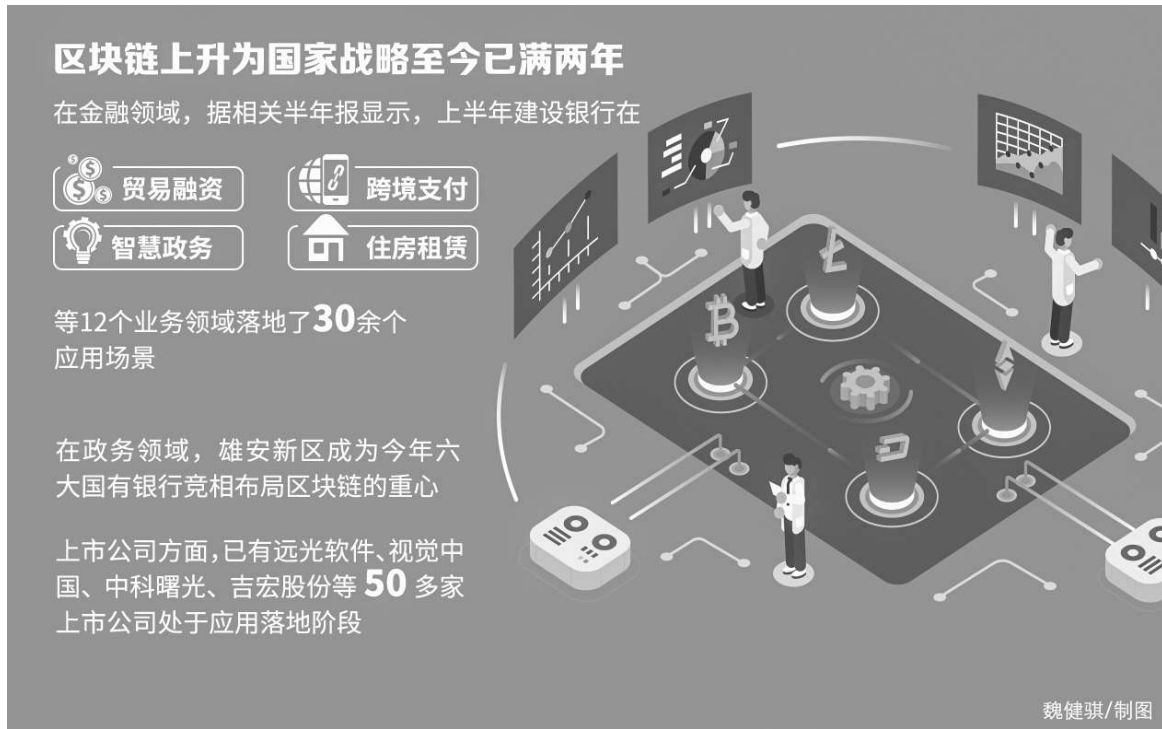 区块链上升为国家战略至今已满两年
在金融领域，据相关半年报显示，上半年建设银行在
贸易融资
跨境支付
智慧政务
住房租赁
等12个业务领域落地了30余个
应用场景
在政务领域，雄安新区成为今年六
大国有银行竞相布局区块链的重心
上市公司方面，已有远光软件、视觉中
国、中科曙光、吉宏股份等 50 多家
上市公司处于应用落地阶段
魏健骐/制图